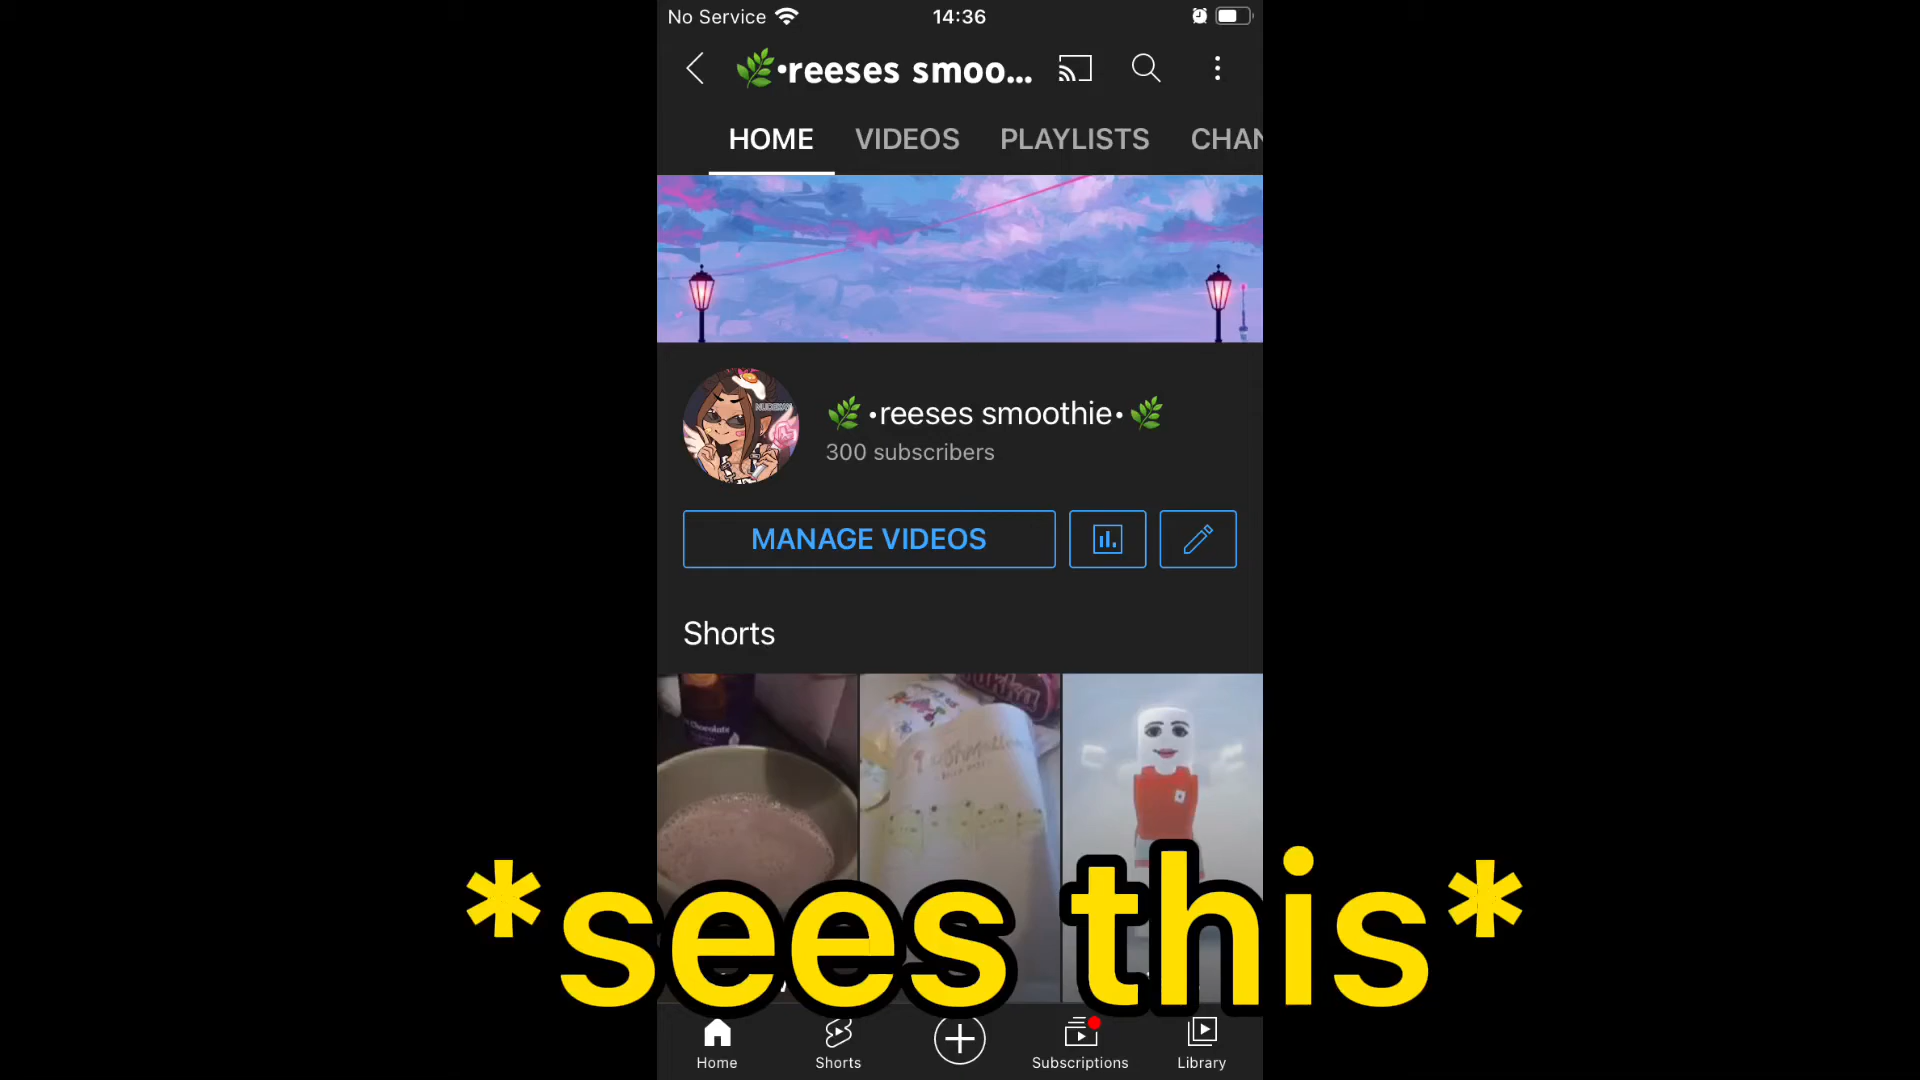 No Service 14:36
🌿•reeses smoo...
HOME VIDEOS PLAYLISTS CHAN
🌿•reeses smoothie•🌿
300 subscribers
MANAGE VIDEOS
Shorts
Chocolate
*sees this*
Home Shorts Subscriptions Library